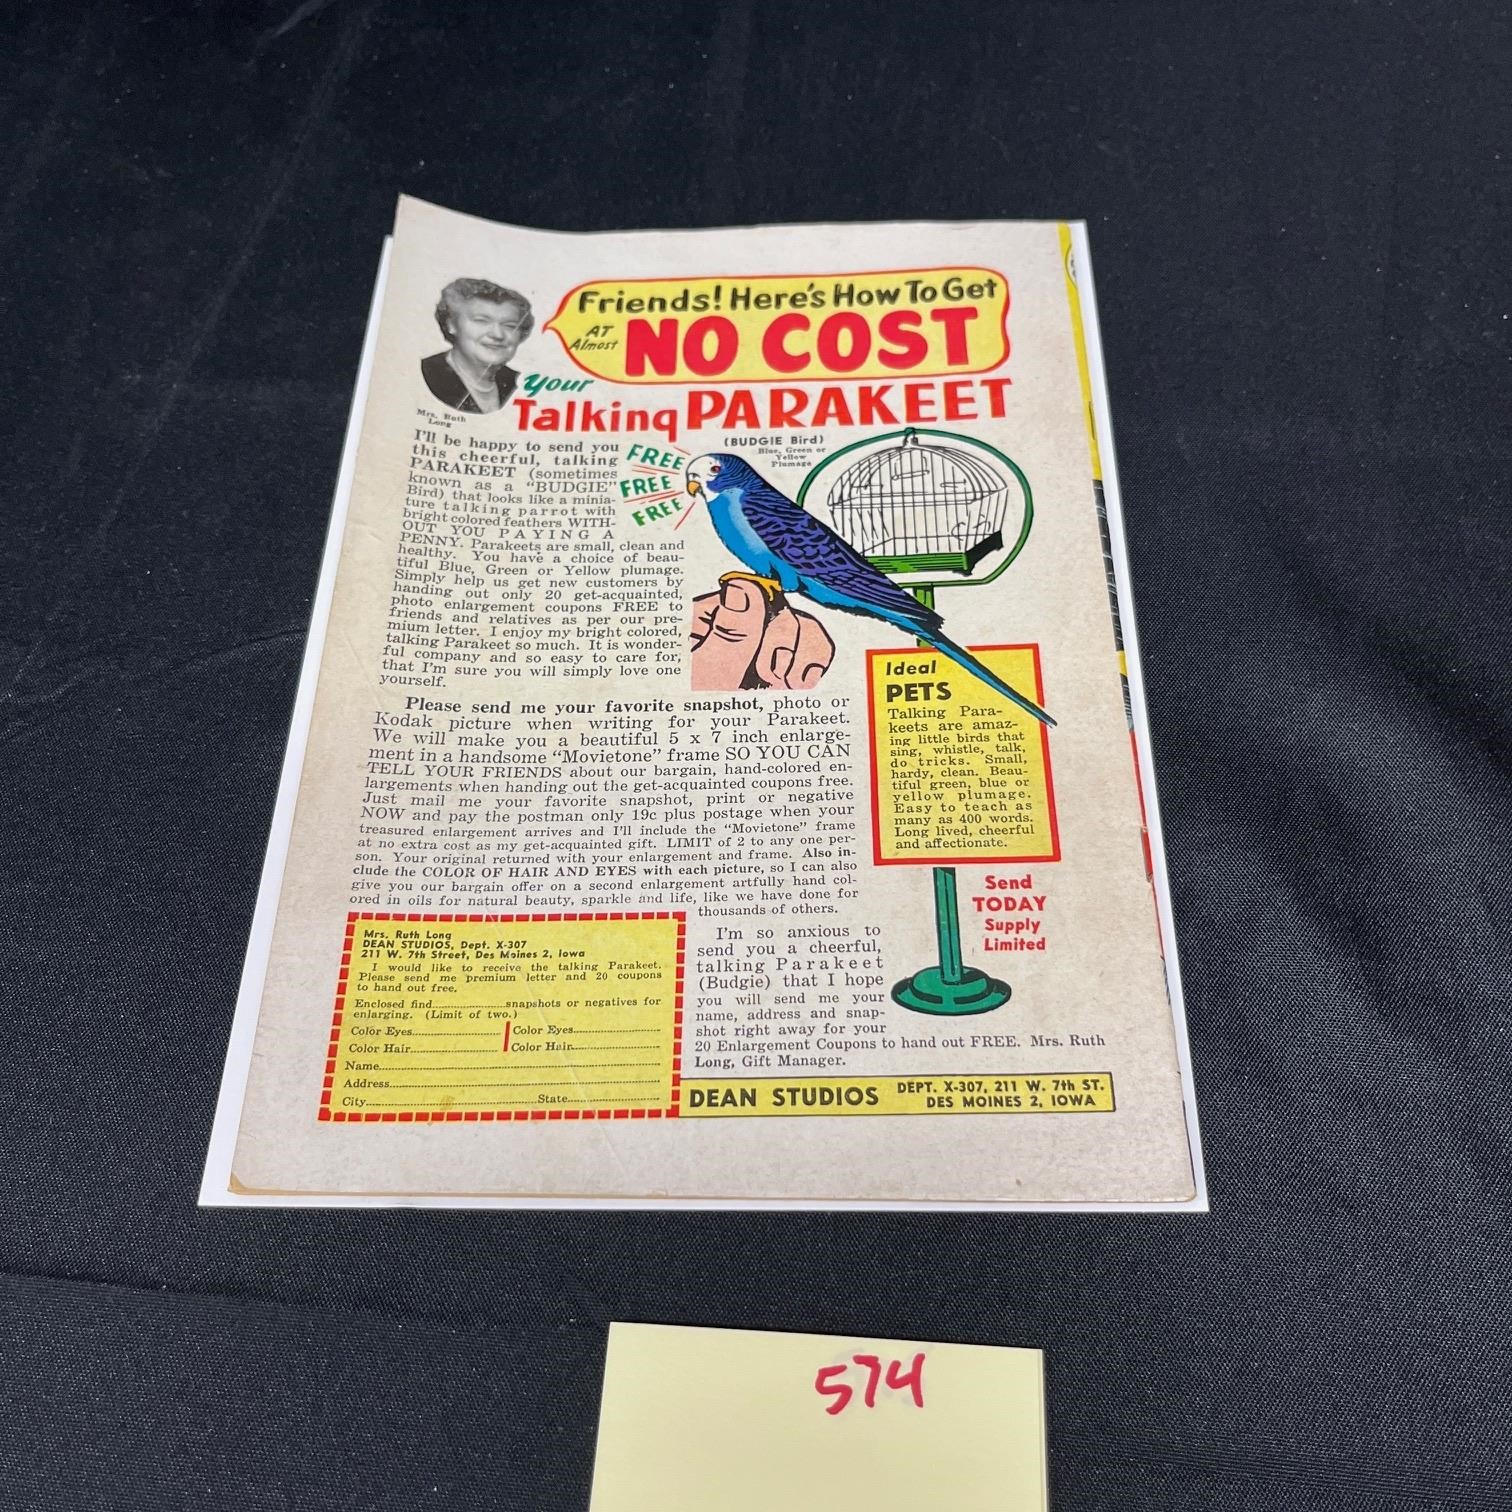 Friends! Here's How To Get
AT
Almost
NO COST
Your
Talking PARAKEET
Mrs. Ruth
Long
(BUDGIE Bird)
Blue, Green or
Yellow
Plumage
FREE
FREE
FREE
I'll be happy to send you
this cheerful, talking
PARAKEET (sometimes
known as a "BUDGIE"
Bird) that looks like a minia-
ture talking parrot with
bright colored feathers WITH-
OUT YOU PAYING A
PENNY. Parakeets are small, clean and
healthy. You have a choice of beau-
tiful Blue, Green or Yellow plumage.
Simply help us get new customers by
handing out only 20 get-acquainted,
photo enlargement coupons FREE to
friends and relatives as per our pre-
mium letter. I enjoy my bright colored,
talking Parakeet so much. It is wonder-
ful company and so easy to care for,
that I'm sure you will simply love one
yourself.
Please send me your favorite snapshot, photo or
Kodak picture when writing for your Parakeet.
We will make you a beautiful 5 x 7 inch enlarge-
ment in a handsome "Movietone" frame SO YOU CAN
TELL YOUR FRIENDS about our bargain, hand-colored en-
largements when handing out the get-acquainted coupons free.
Just mail me your favorite snapshot, print or negative
NOW and pay the postman only 19c plus postage when your
treasured enlargement arrives and I'll include the "Movietone" frame
at no extra cost as my get-acquainted gift. LIMIT of 2 to any one per-
son. Your original returned with your enlargement and frame. Also in-
clude the COLOR OF HAIR AND EYES with each picture, so I can also
give you our bargain offer on a second enlargement artfully hand col-
ored in oils for natural beauty, sparkle and life, like we have done for
thousands of others.
I'm so anxious to
send you a cheerful,
talking Parakeet
(Budgie) that I hope
you will send me your
name, address and snap-
shot right away for your
20 Enlargement Coupons to hand out FREE. Mrs. Ruth
Long, Gift Manager.
Ideal
PETS
Talking Para-
keets are amaz-
ing little birds that
sing, whistle, talk,
do tricks. Small,
hardy, clean. Beau-
tiful green, blue or
yellow plumage.
Easy to teach as
many as 400 words.
Long lived, cheerful
and affectionate.
Send
TODAY
Supply
Limited
Mrs. Ruth Long
DEAN STUDIOS, Dept. X-307
211 W. 7th Street, Des Moines 2, Iowa
I would like to receive the talking Parakeet.
Please send me premium letter and 20 coupons
to hand out free.
Enclosed find....................snapshots or negatives for
enlarging. (Limit of two.)
Color Eyes.................... Color Eyes....................
Color Hair.................... Color Hair....................
Name....................
Address....................
City.................... State....................
DEAN STUDIOS
DEPT. X-307, 211 W. 7th ST.
DES MOINES 2, IOWA
574